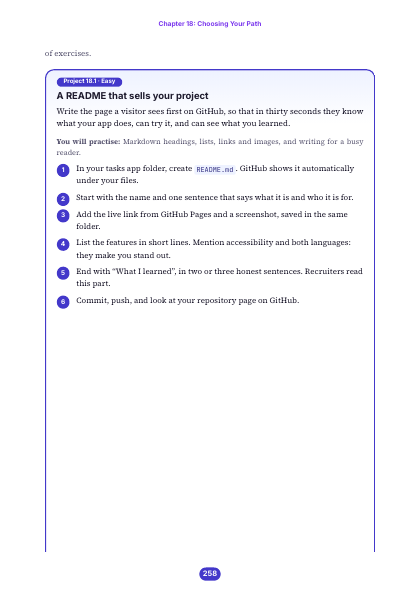 Chapter 18: Choosing Your Path
of exercises.
Project 18.1 · Easy
A README that sells your project
Write the page a visitor sees first on GitHub, so that in thirty seconds they know
what your app does, can try it, and can see what you learned.
You will practise: Markdown headings, lists, links and images, and writing for a busy
reader.
1 In your tasks app folder, create README.md. GitHub shows it automatically
under your files.
2 Start with the name and one sentence that says what it is and who it is for.
3 Add the live link from GitHub Pages and a screenshot, saved in the same
folder.
4 List the features in short lines. Mention accessibility and both languages:
they make you stand out.
5 End with “What I learned”, in two or three honest sentences. Recruiters read
this part.
6 Commit, push, and look at your repository page on GitHub.
258